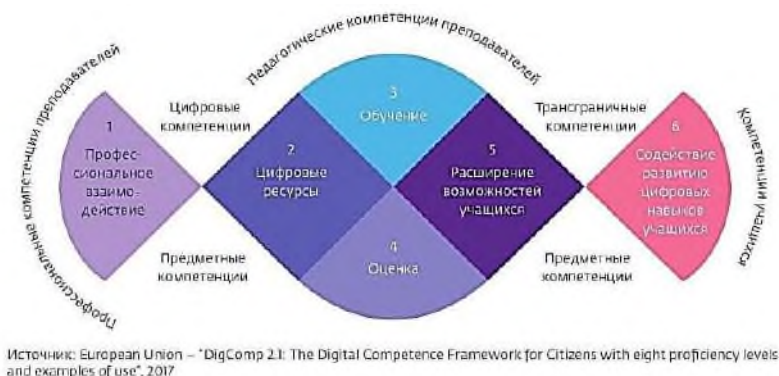 Педагогические компетенции преподавателей
Профессиональные компетенции преподавателей
Компетенции учащихся
Цифровые
компетенции
Трансграничные
компетенции
1
Профес-
сиональное
взаимо-
действие
2
Цифровые
ресурсы
3
Обучение
4
Оценка
5
Расширение
возможностей
учащихся
6
Содействие
развитию
цифровых
навыков
учащихся
Предметные
компетенции
Предметные
компетенции
Источник: European Union – "DigComp 2.1: The Digital Competence Framework for Citizens with eight proficiency levels
and examples of use", 2017